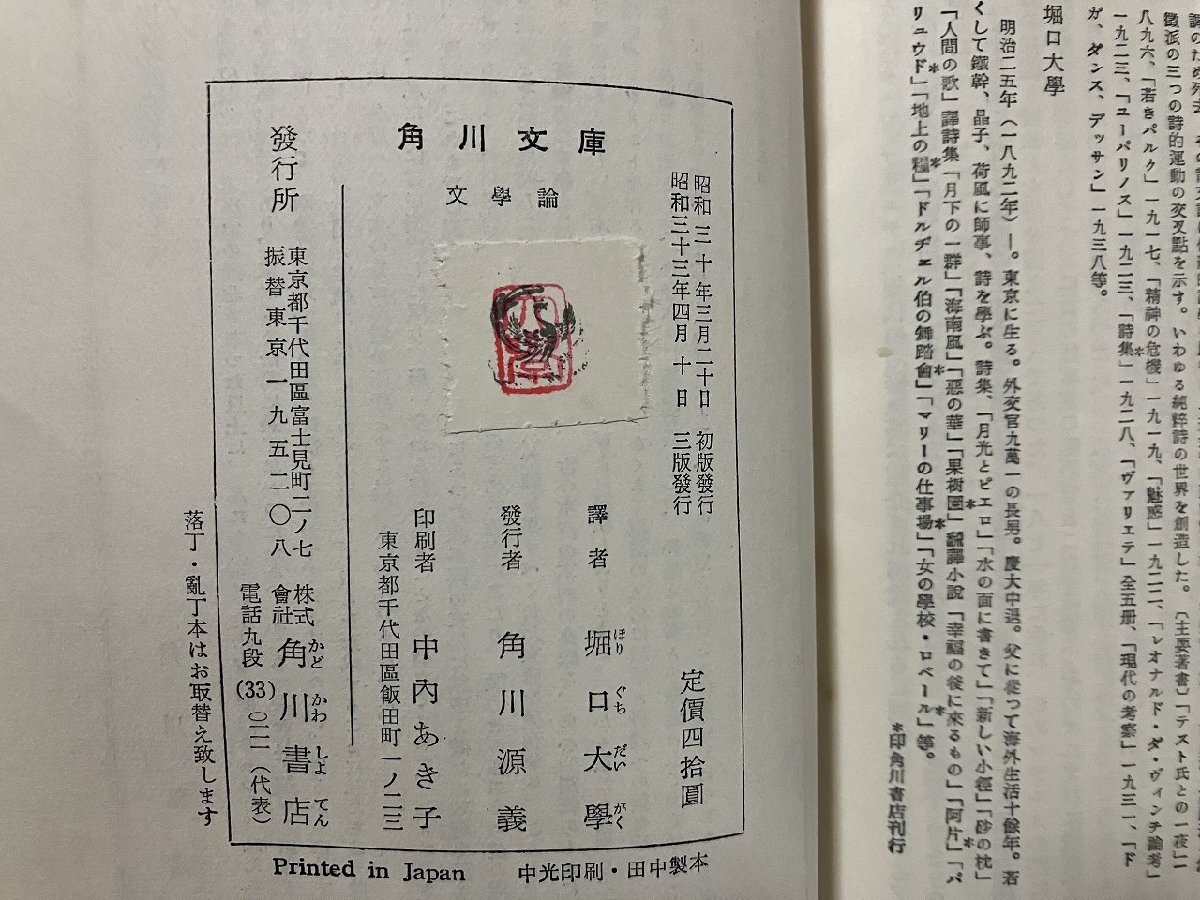 徴派の三つの詩的運動の交叉點を示す。いわゆる純粹詩の世界を創造した。〔主要著書〕「テスト氏との一夜」一
八九六、「若きパルク」一九一七、「精神の危機」一九一九、「魅惑」一九二二、「レオナルド・ダ・ヴィンチ論考」
一九二三、「ユーパリノス」一九二三、「詩集」一九二八、「ヴァリェテ」全五册、「現代の考察」一九三一、「ド
ガ、ダンス、デッサン」一九三八等。
堀口大學
明治二五年（一八九二年）―。東京に生る。外交官九萬一の長男。慶大中退。父に從って海外生活十餘年。若
くして鐵幹、晶子、荷風に師事、詩を學ぶ。詩集、「月光とピエロ」「水の面に書きて」「新しい小徑」「砂の枕」
「人間の歌」譯詩集「月下の一群」「海南風」「惡の華」「果樹園」飜譯小說「幸福の後に來るもの」「阿片」「パ
リュウド」「地上の糧」「ドルヂェル伯の舞踏會」「マリーの仕事場」「女の學校・ロベール」等。
＊印・角川書店刊行
角川文庫
文學論
昭和三十年三月二十日 初版發行
昭和三十三年四月十日 三版發行
定價四拾圓
譯者 堀口大學
ほりぐちだいがく
發行者 角川源義
印刷者 中內あき子
東京都千代田區飯田町一ノ二三
發行所
東京都千代田區富士見町二ノ七
振替東京一九五二〇八
株式會社 角川書店
かどかわしよてん
電話九段(33)〇一一一(代表)
落丁・亂丁本はお取替え致します
Printed in Japan 中光印刷・田中製本